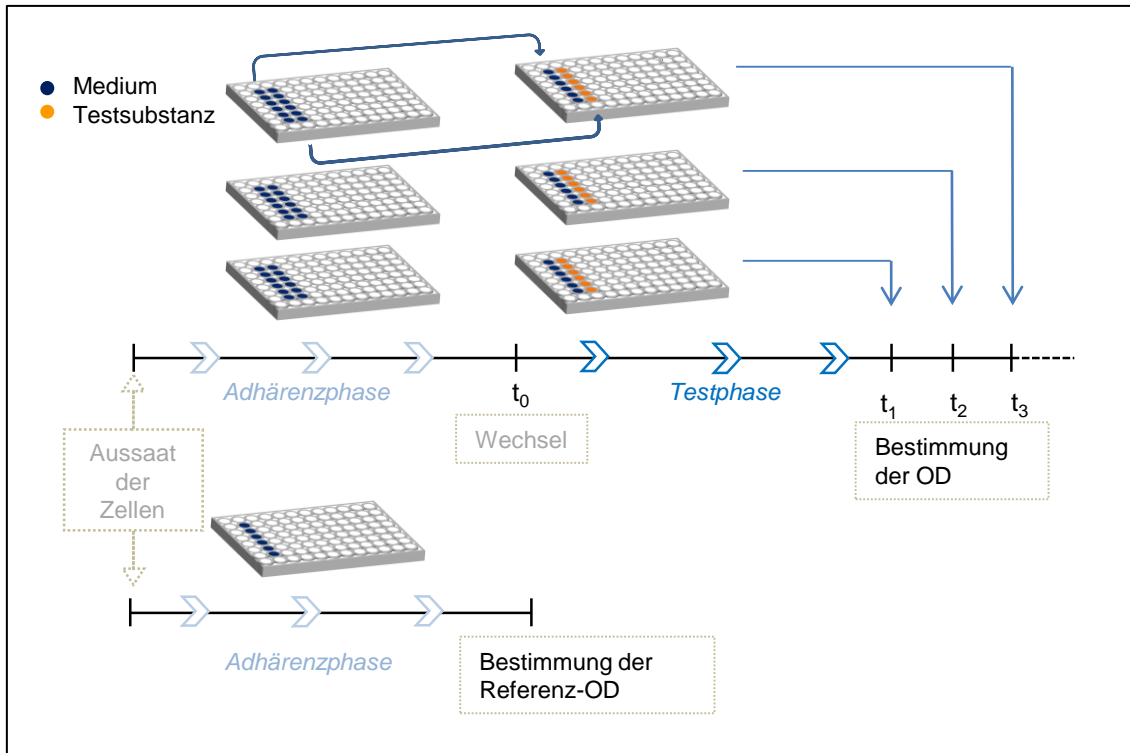 Medium
Testsubstanz
Adhärenzphase
t0
Testphase
t1
t2
t3
Wechsel
Bestimmung
der OD
Aussaat
der
Zellen
Adhärenzphase
Bestimmung der
Referenz-OD